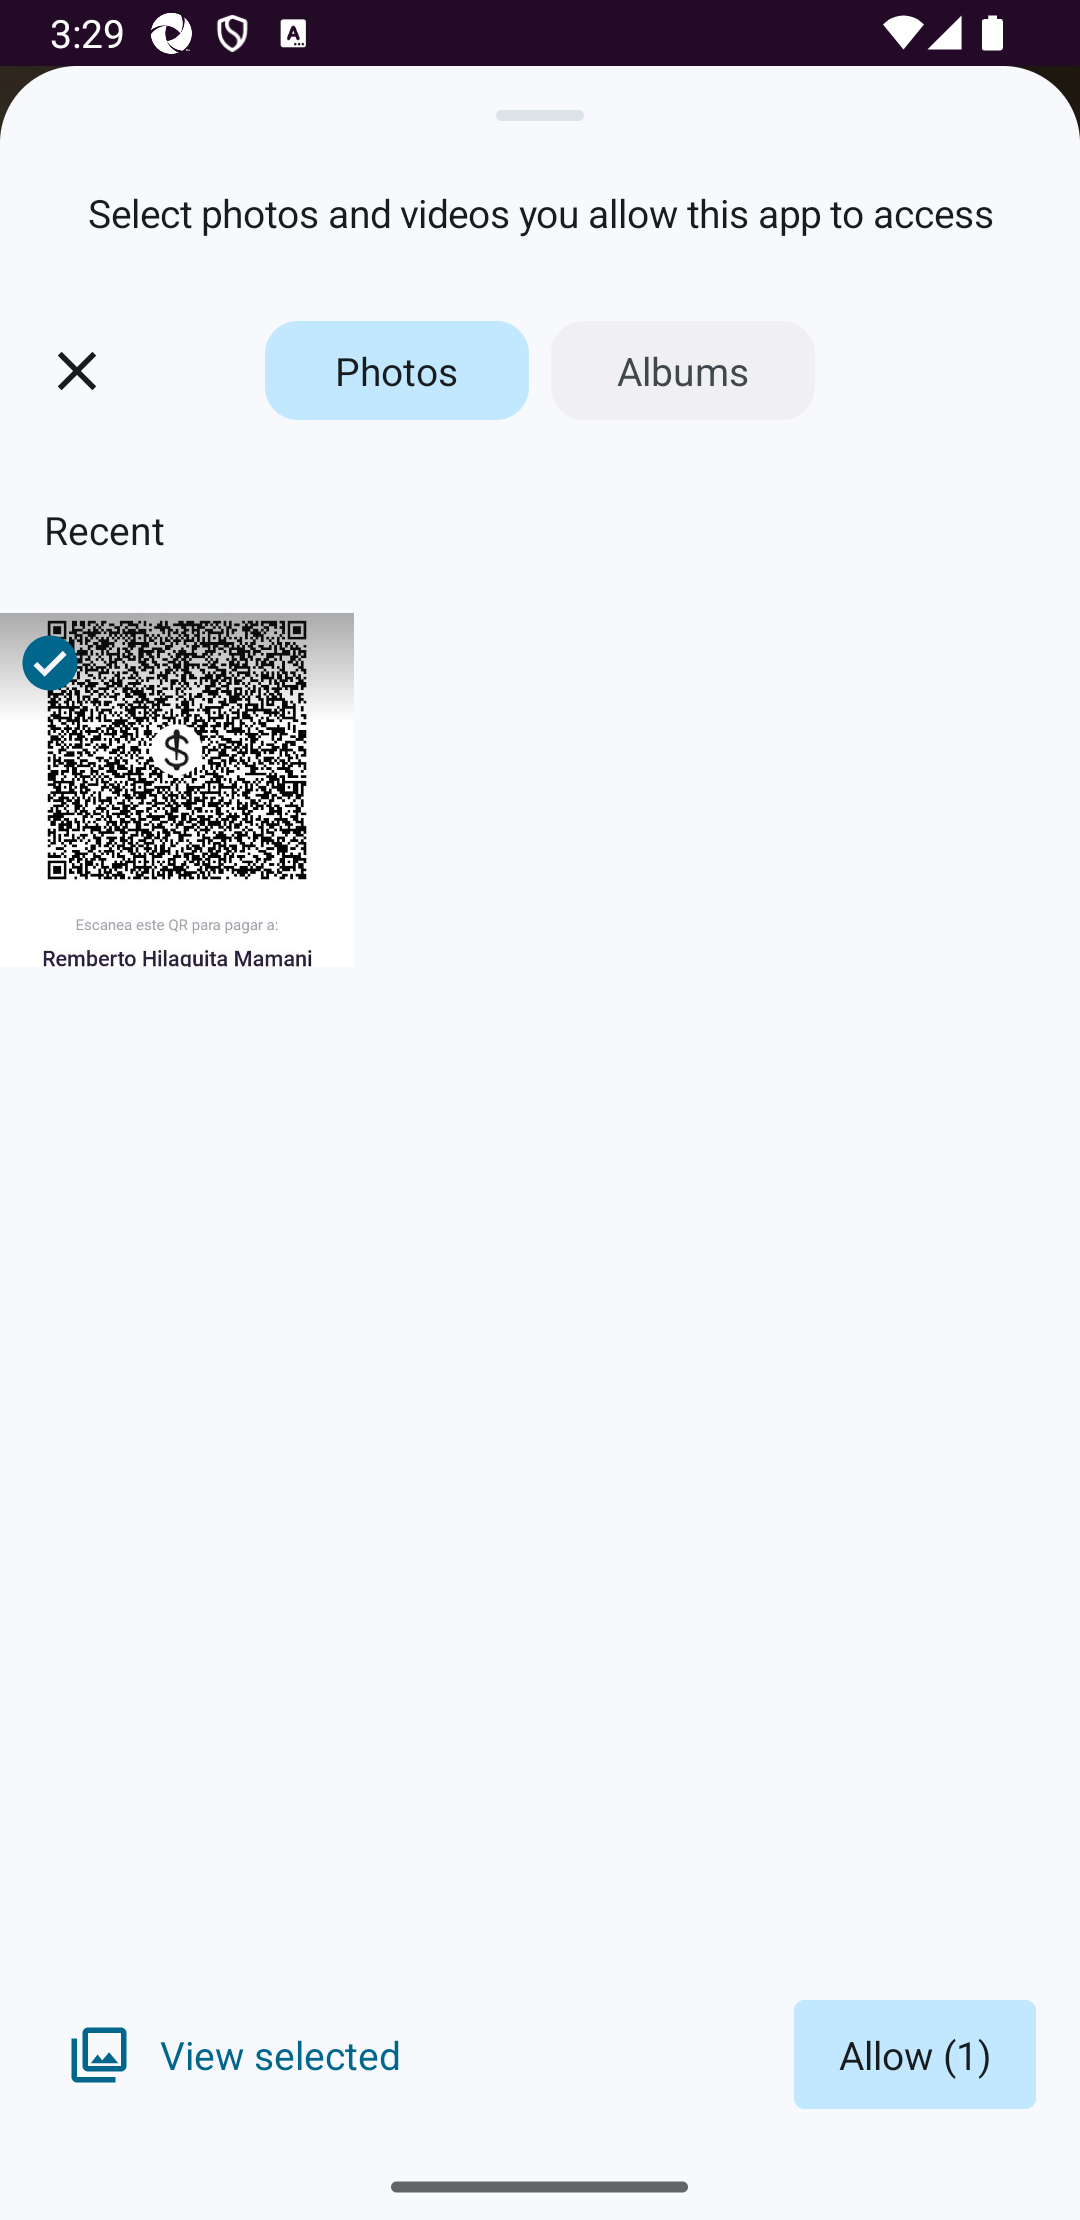 3:29
Select photos and videos you allow this app to access
Photos
Albums
Recent
$
Escanea este QR para pagar a:
Remberto Hilaquita Mamani
View selected
Allow (1)